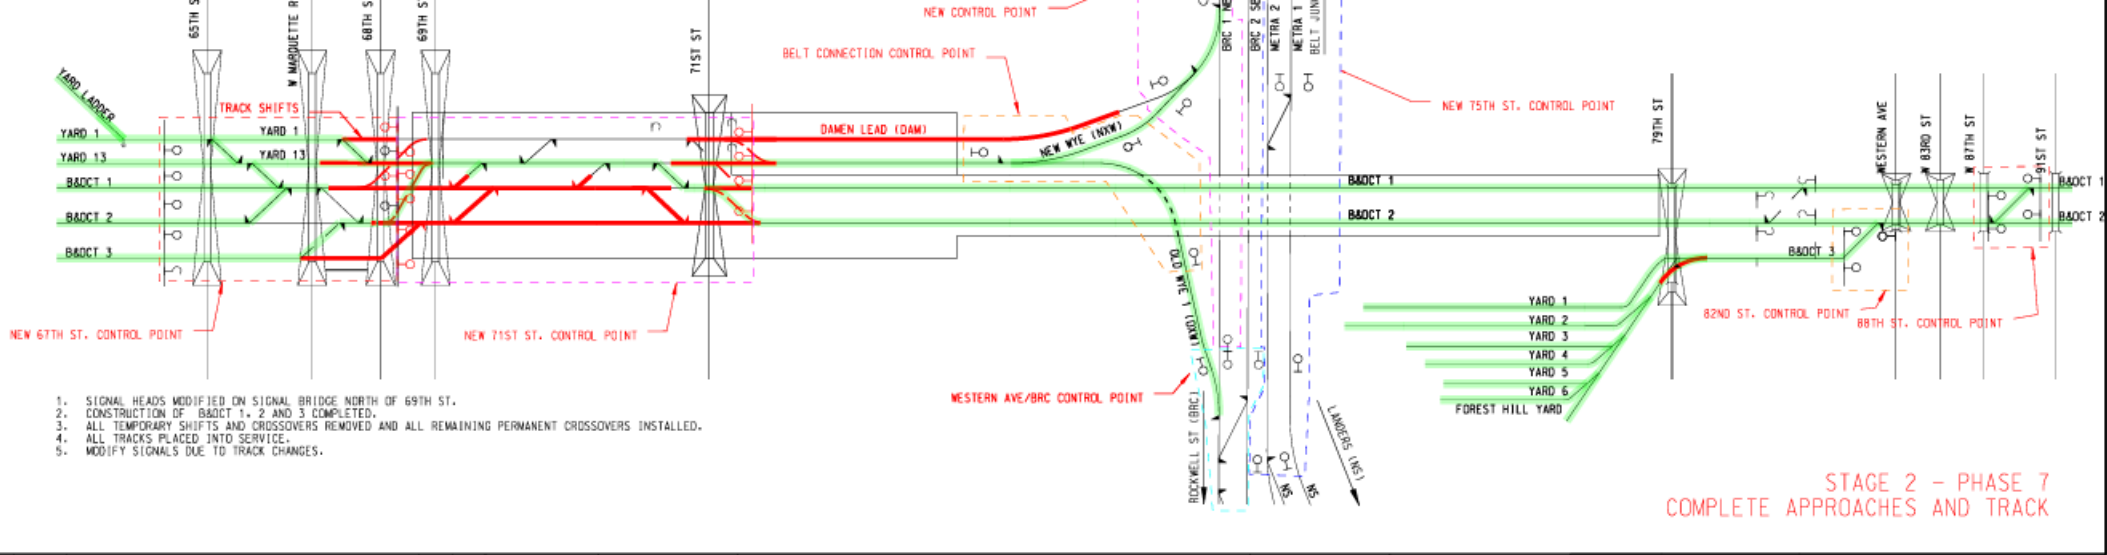 65TH S
W MARQUETTE R
68TH S
69TH S
71ST ST
NEW CONTROL POINT
BELT CONNECTION CONTROL POINT
BRC 1 NE
BRC 2 SE
METRA 2
METRA 1
BELT JUN
NEW 75TH ST. CONTROL POINT
79TH ST
WESTERN AVE
W 83RD ST
W 87TH ST
91ST ST
YARD LADDER
TRACK SHIFTS
YARD 1
YARD 1
YARD 13
YARD 13
B&OCT 1
B&OCT 2
B&OCT 3
DAMEN LEAD (DAM)
NEW WYE (NXW)
OLD WYE 1 (OXW)
B&OCT 1
B&OCT 2
B&OCT 3
B&OCT 1
B&OCT 2
NEW 67TH ST. CONTROL POINT
NEW 71ST ST. CONTROL POINT
WESTERN AVE/BRC CONTROL POINT
YARD 1
YARD 2
YARD 3
YARD 4
YARD 5
YARD 6
FOREST HILL YARD
82ND ST. CONTROL POINT
88TH ST. CONTROL POINT
ROCKWELL ST (BRC)
NS
NS
LANDERS (NS)
1. SIGNAL HEADS MODIFIED ON SIGNAL BRIDGE NORTH OF 69TH ST.
2. CONSTRUCTION OF B&OCT 1, 2 AND 3 COMPLETED.
3. ALL TEMPORARY SHIFTS AND CROSSOVERS REMOVED AND ALL REMAINING PERMANENT CROSSOVERS INSTALLED.
4. ALL TRACKS PLACED INTO SERVICE.
5. MODIFY SIGNALS DUE TO TRACK CHANGES.
STAGE 2 - PHASE 7
COMPLETE APPROACHES AND TRACK